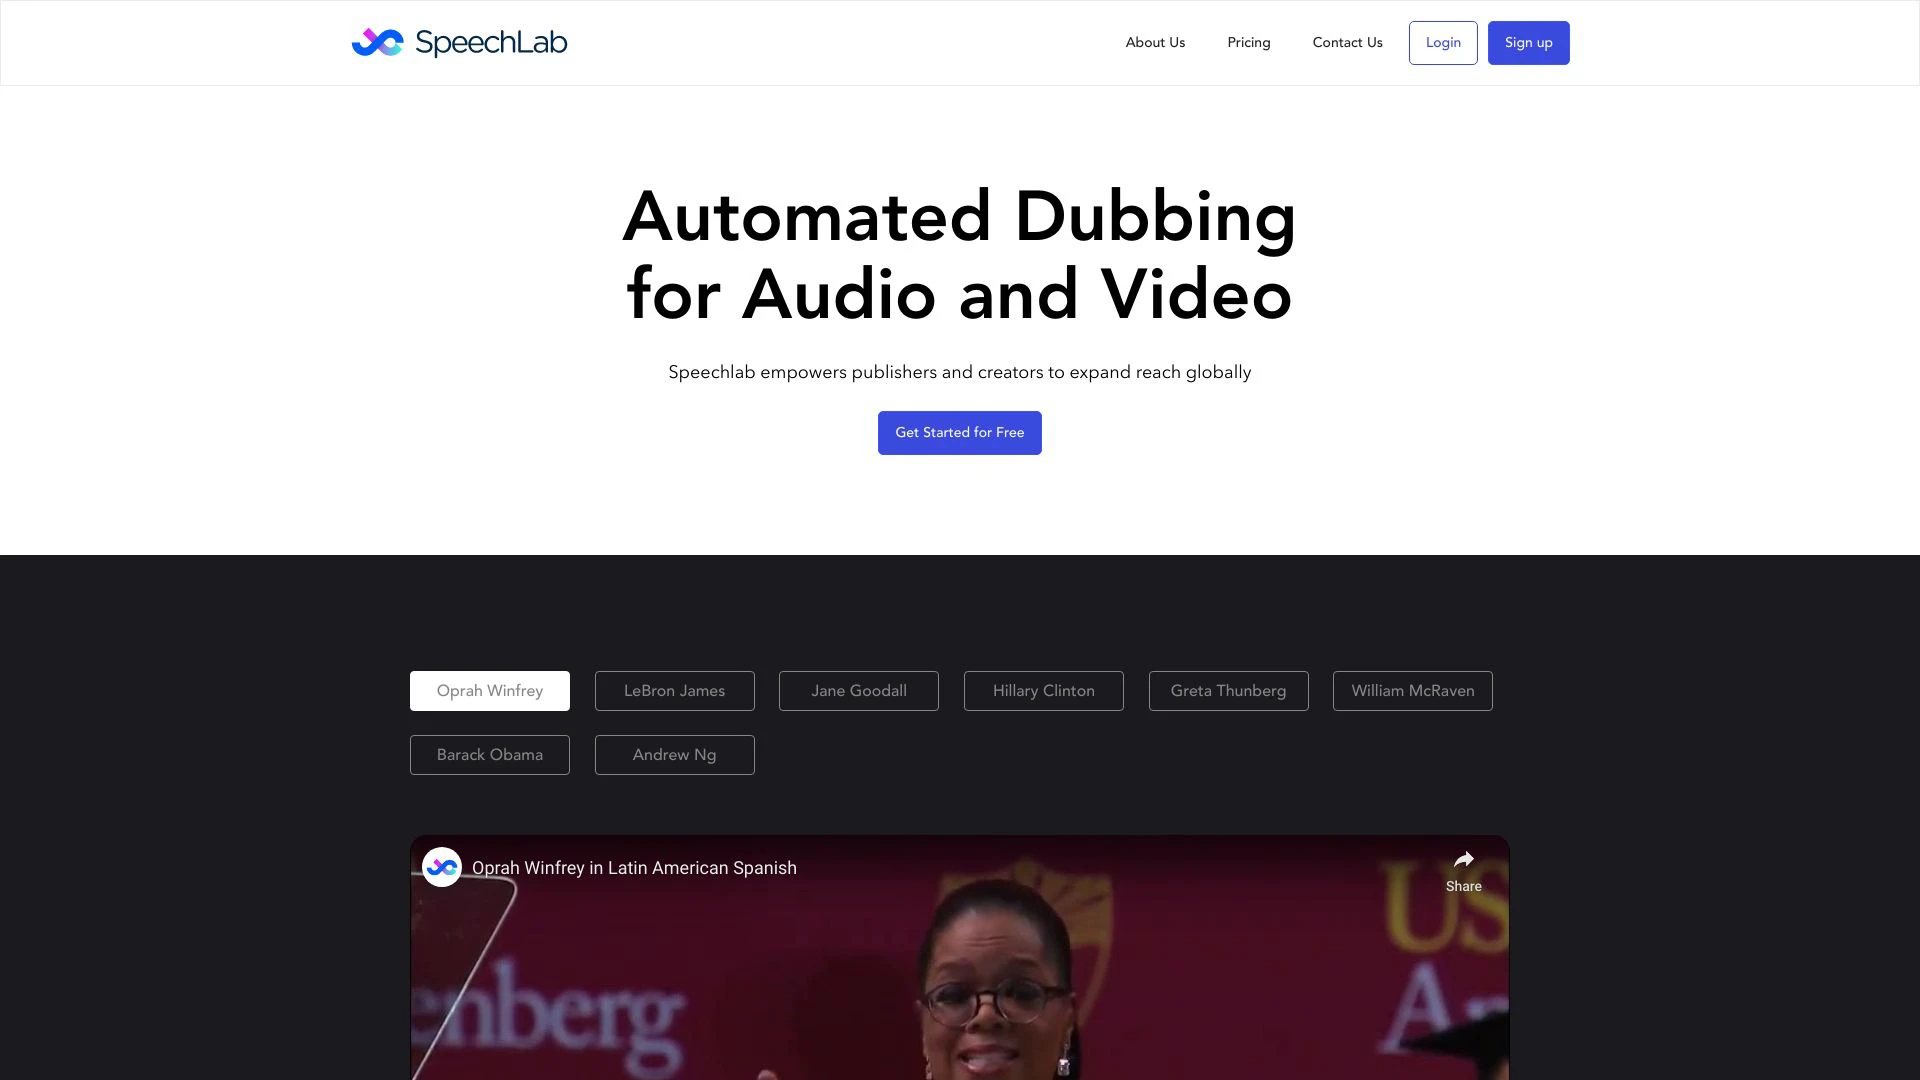 SpeechLab
About Us
Pricing
Contact Us
Login
Sign up
Automated Dubbing
for Audio and Video
Speechlab empowers publishers and creators to expand reach globally
Get Started for Free
Oprah Winfrey
LeBron James
Jane Goodall
Hillary Clinton
Greta Thunberg
William McRaven
Barack Obama
Andrew Ng
Oprah Winfrey in Latin American Spanish
Share
US
enberg
An